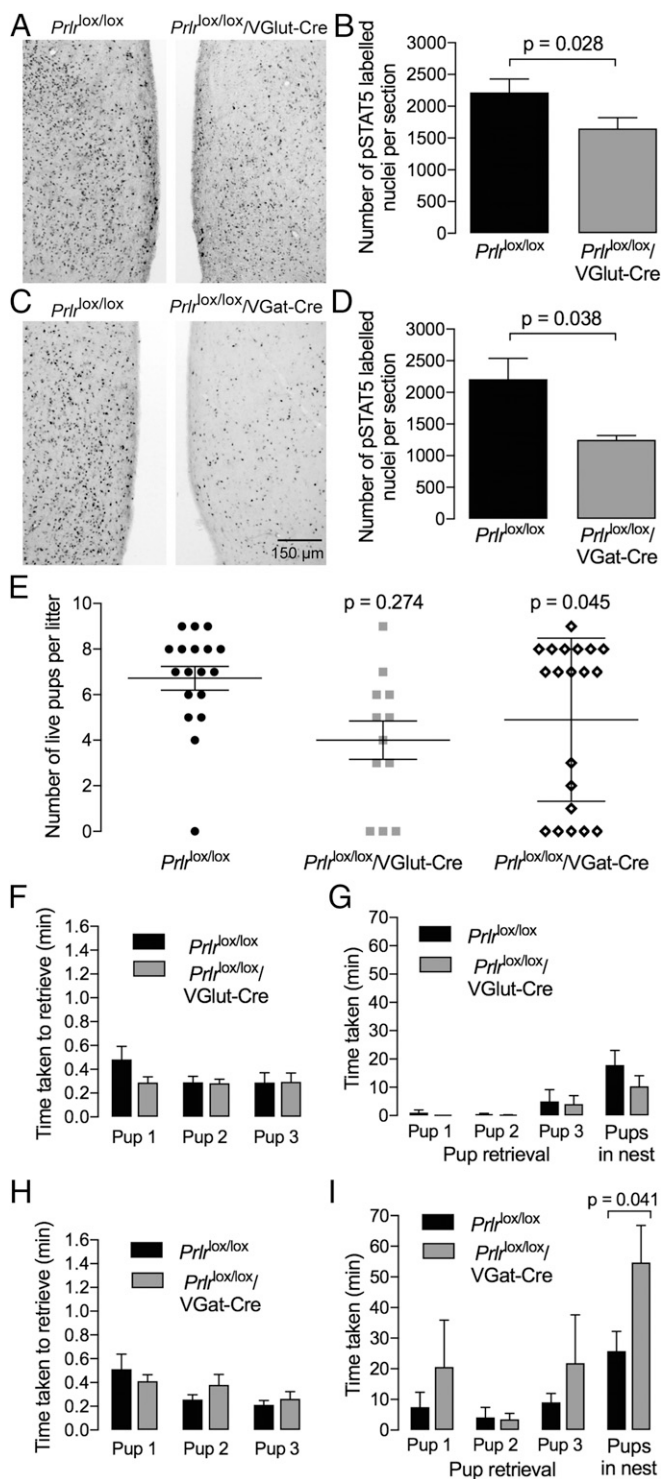 A
Prlr^lox/lox
Prlr^lox/lox/VGlut-Cre
B
p = 0.028
Number of pSTAT5 labelled
nuclei per section
3000
2500
2000
1500
1000
500
0
Prlr^lox/lox
Prlr^lox/lox/
VGlut-Cre
C
Prlr^lox/lox
Prlr^lox/lox/VGat-Cre
150 µm
D
p = 0.038
Number of pSTAT5 labelled
nuclei per section
3000
2500
2000
1500
1000
500
0
Prlr^lox/lox
Prlr^lox/lox/
VGat-Cre
E
p = 0.274
p = 0.045
Number of live pups per litter
10
8
6
4
2
0
Prlr^lox/lox
Prlr^lox/lox/VGlut-Cre
Prlr^lox/lox/VGat-Cre
F
Time taken to retrieve (min)
1.6
1.4
1.2
1.0
0.8
0.6
0.4
0.2
0.0
Prlr^lox/lox
Prlr^lox/lox/
VGlut-Cre
Pup 1
Pup 2
Pup 3
G
Time taken (min)
70
60
50
40
30
20
10
0
Prlr^lox/lox
Prlr^lox/lox/
VGlut-Cre
Pup 1
Pup 2
Pup 3
Pup retrieval
Pups
in nest
H
Time taken to retrieve (min)
1.6
1.4
1.2
1.0
0.8
0.6
0.4
0.2
0.0
Prlr^lox/lox
Prlr^lox/lox/
VGat-Cre
Pup 1
Pup 2
Pup 3
I
p = 0.041
Time taken (min)
70
60
50
40
30
20
10
0
Prlr^lox/lox
Prlr^lox/lox/
VGat-Cre
Pup 1
Pup 2
Pup 3
Pup retrieval
Pups
in nest